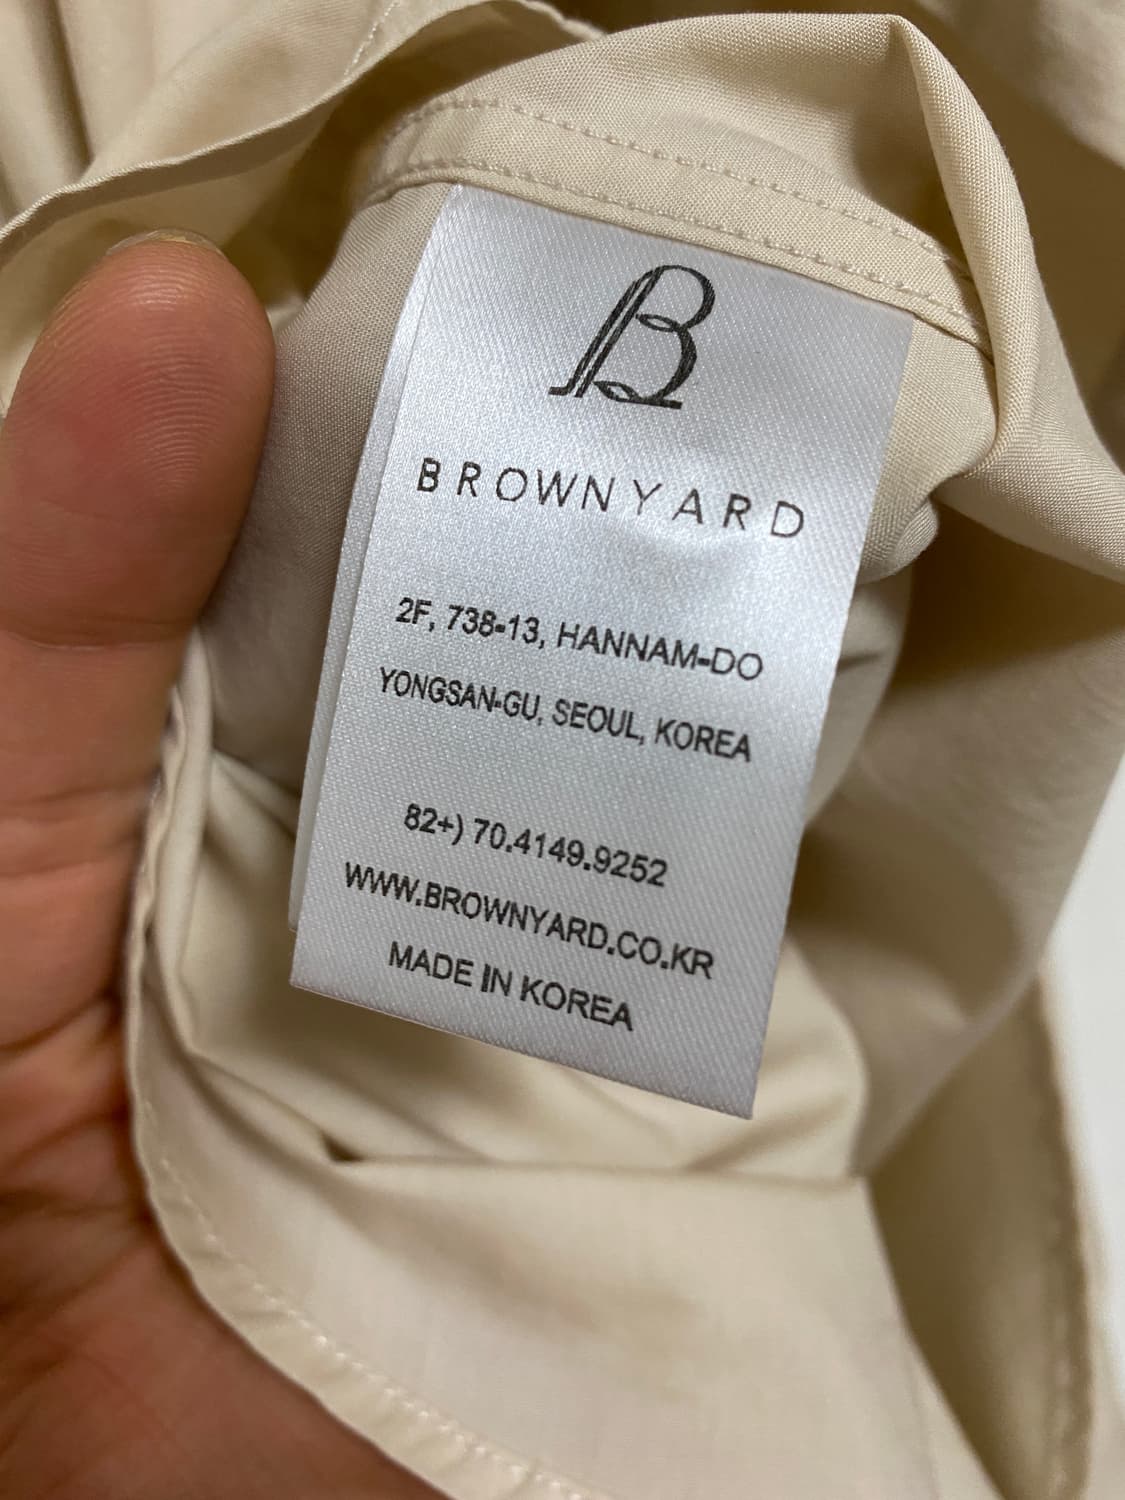 B
BROWNYARD
2F, 738-13, HANNAM-DO
YONGSAN-GU, SEOUL, KOREA
82+) 70.4149.9252
WWW.BROWNYARD.CO.KR
MADE IN KOREA